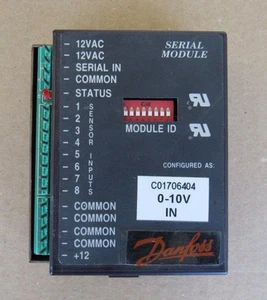 12VAC
12VAC
SERIAL IN
COMMON
STATUS
1
2
3
4
5
6
7
8
SENSOR INPUTS
COMMON
COMMON
COMMON
COMMON
+12
SERIAL
MODULE
MODULE ID
CONFIGURED AS:
C01706404
0-10V
IN
Danfoss